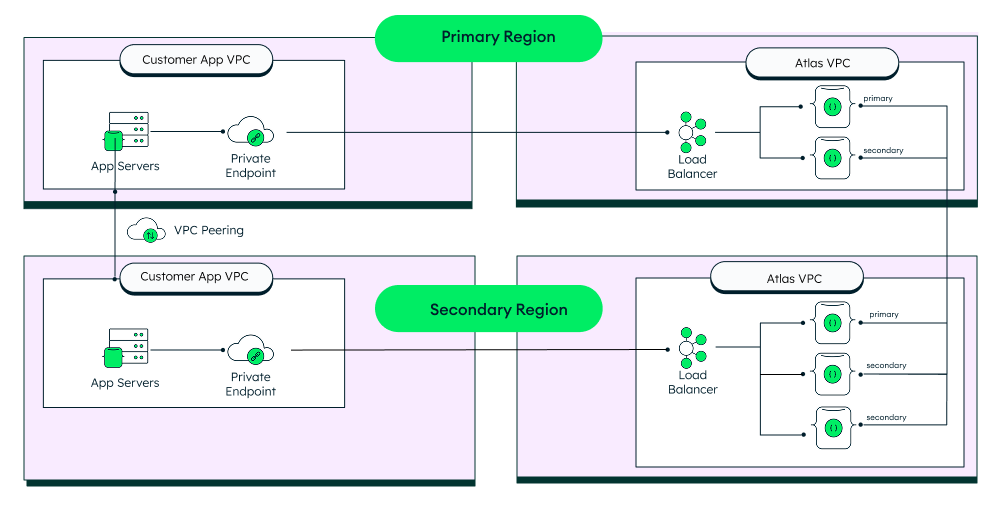 Primary Region
Customer App VPC
Atlas VPC
App Servers
Private
Endpoint
Load
Balancer
primary
secondary
VPC Peering
Secondary Region
Customer App VPC
Atlas VPC
App Servers
Private
Endpoint
Load
Balancer
primary
secondary
secondary